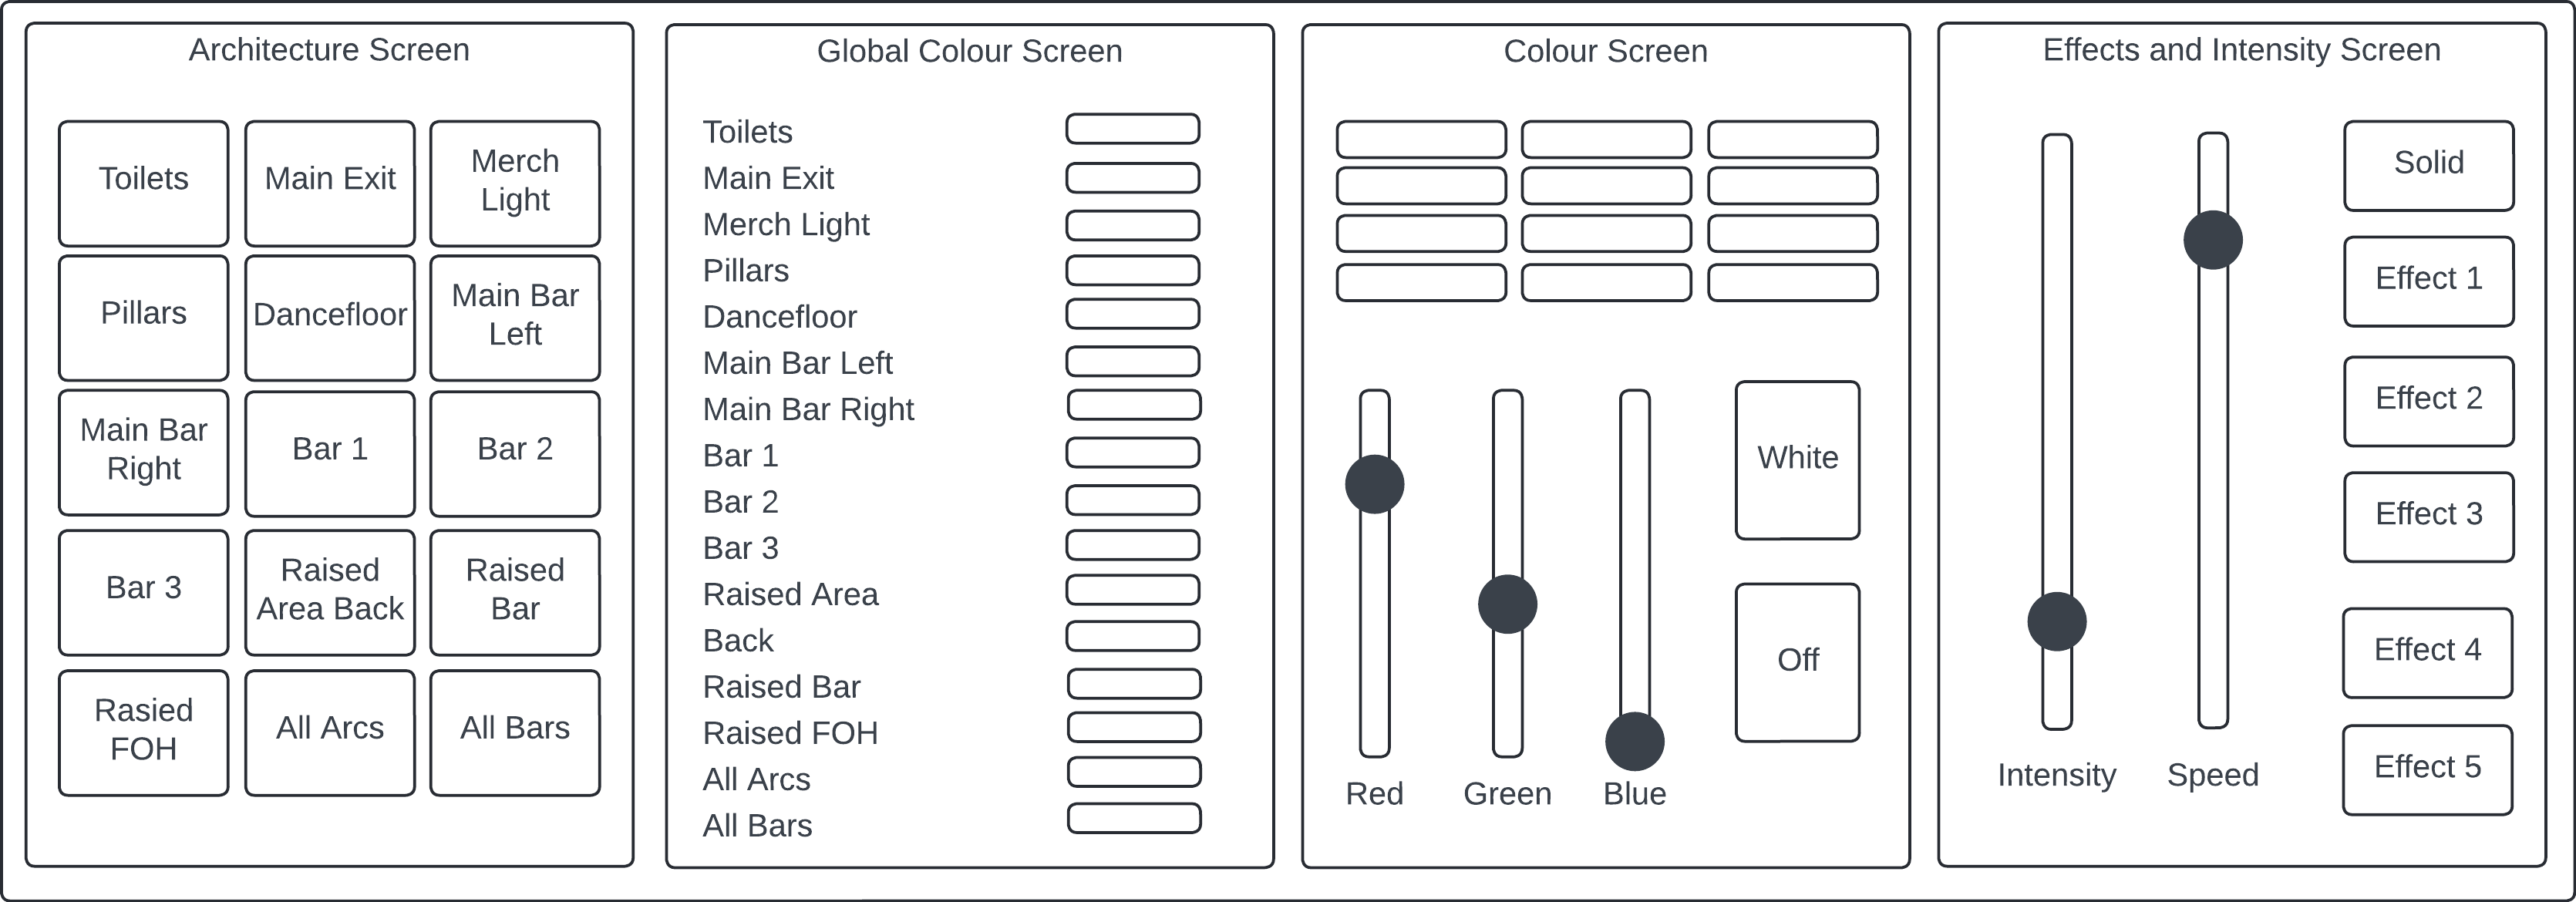 Architecture Screen
Toilets
Main Exit
Merch
Light
Pillars
Dancefloor
Main Bar
Left
Main Bar
Right
Bar 1
Bar 2
Bar 3
Raised
Area Back
Raised
Bar
Rasied
FOH
All Arcs
All Bars
Global Colour Screen
Toilets
Main Exit
Merch Light
Pillars
Dancefloor
Main Bar Left
Main Bar Right
Bar 1
Bar 2
Bar 3
Raised Area
Back
Raised Bar
Raised FOH
All Arcs
All Bars
Colour Screen
White
Off
Red
Green
Blue
Effects and Intensity Screen
Solid
Effect 1
Effect 2
Effect 3
Effect 4
Effect 5
Intensity
Speed